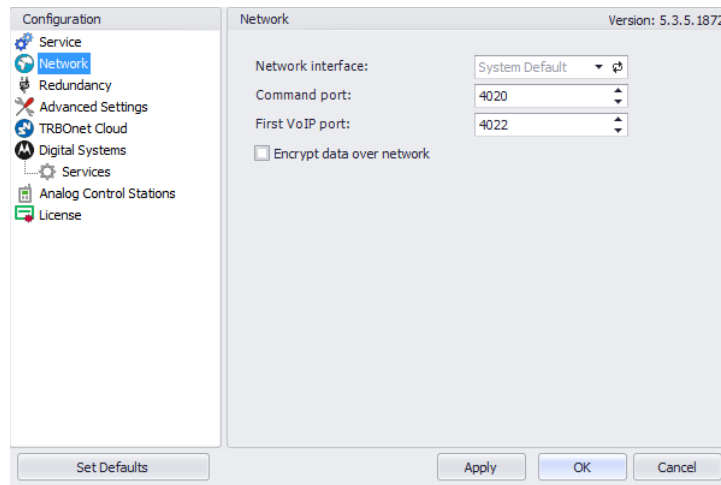 Configuration
Service
Network
Redundancy
Advanced Settings
TRBOnet Cloud
Digital Systems
Services
Analog Control Stations
License
Set Defaults
Network Version: 5.3.5.1872
Network interface: System Default
Command port: 4020
First VoIP port: 4022
Encrypt data over network
Apply OK Cancel